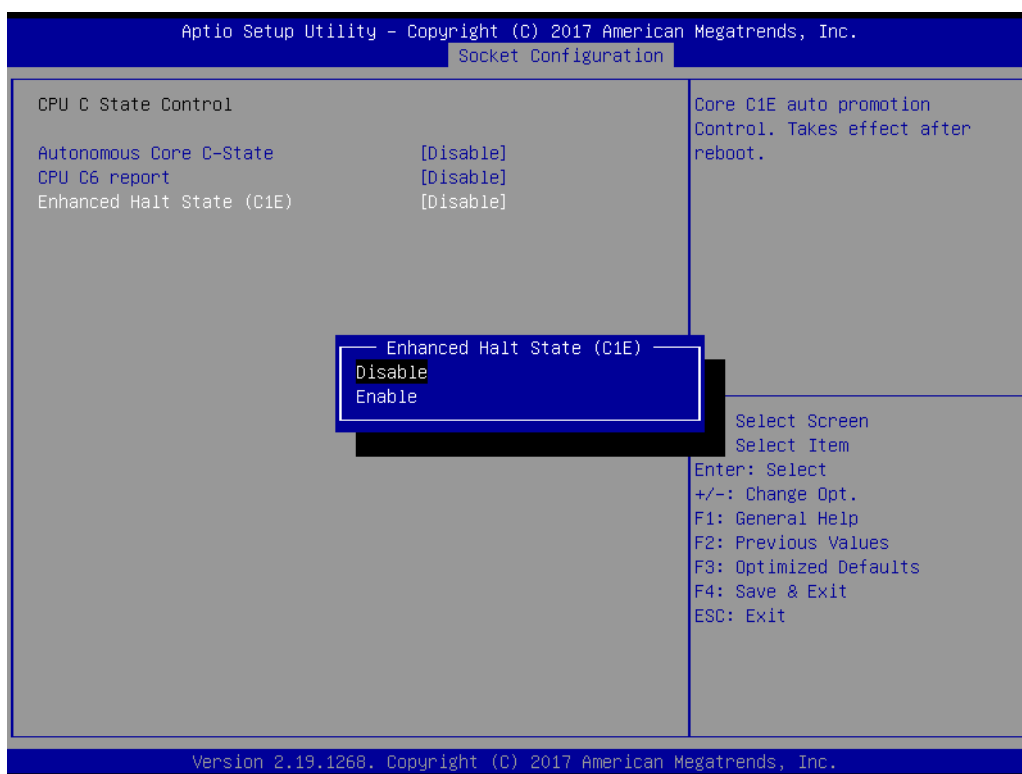 Aptio Setup Utility – Copyright (C) 2017 American Megatrends, Inc.
Socket Configuration
CPU C State Control
Autonomous Core C-State [Disable]
CPU C6 report [Disable]
Enhanced Halt State (C1E) [Disable]
Core C1E auto promotion
Control. Takes effect after
reboot.
Enhanced Halt State (C1E)
Disable
Enable
Select Screen
Select Item
Enter: Select
+/-: Change Opt.
F1: General Help
F2: Previous Values
F3: Optimized Defaults
F4: Save & Exit
ESC: Exit
Version 2.19.1268. Copyright (C) 2017 American Megatrends, Inc.